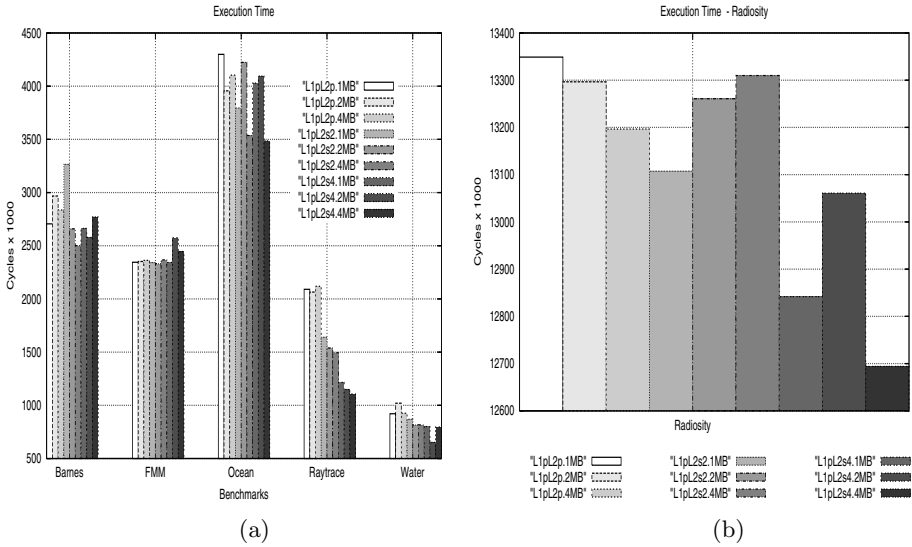 Execution Time
4500
4000
3500
3000
2500
2000
1500
1000
500
Cycles x 1000
"L1pL2p.1MB"
"L1pL2p.2MB"
"L1pL2p.4MB"
"L1pL2s2.1MB"
"L1pL2s2.2MB"
"L1pL2s2.4MB"
"L1pL2s4.1MB"
"L1pL2s4.2MB"
"L1pL2s4.4MB"
Barnes FMM Ocean Raytrace Water
Benchmarks
(a)
Execution Time - Radiosity
13400
13300
13200
13100
13000
12900
12800
12700
12600
Cycles x 1000
Radiosity
"L1pL2p.1MB" "L1pL2s2.1MB" "L1pL2s4.1MB"
"L1pL2p.2MB" "L1pL2s2.2MB" "L1pL2s4.2MB"
"L1pL2p.4MB" "L1pL2s2.4MB" "L1pL2s4.4MB"
(b)